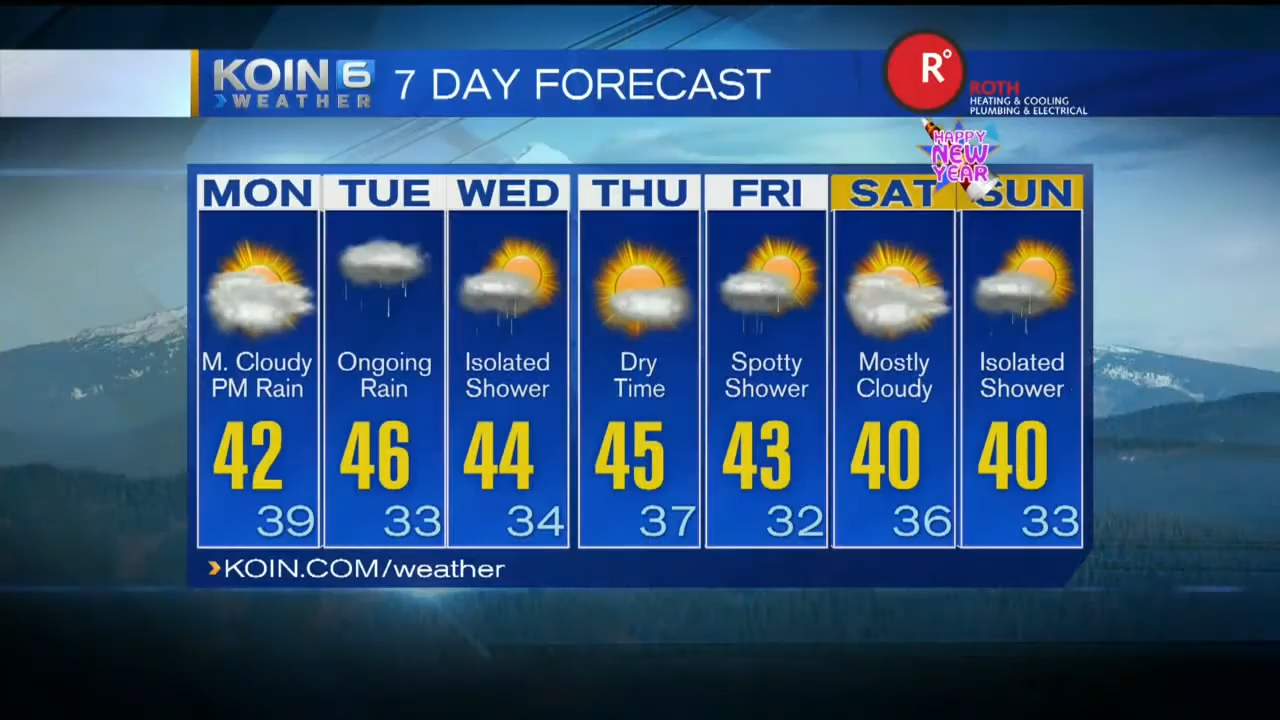 KOIN 6
WEATHER
7 DAY FORECAST
R°
ROTH
HEATING & COOLING
PLUMBING & ELECTRICAL
HAPPY
NEW
YEAR
MON TUE WED THU FRI SAT SUN
M. Cloudy Ongoing Isolated Dry Spotty Mostly Isolated
PM Rain Rain Shower Time Shower Cloudy Shower
42 46 44 45 43 40 40
39 33 34 37 32 36 33
KOIN.COM/weather